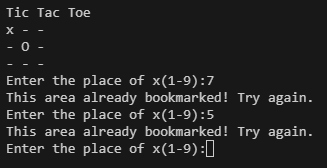 Tic Tac Toe
x - -
- O -
- - -
Enter the place of x(1-9):7
This area already bookmarked! Try again.
Enter the place of x(1-9):5
This area already bookmarked! Try again.
Enter the place of x(1-9):